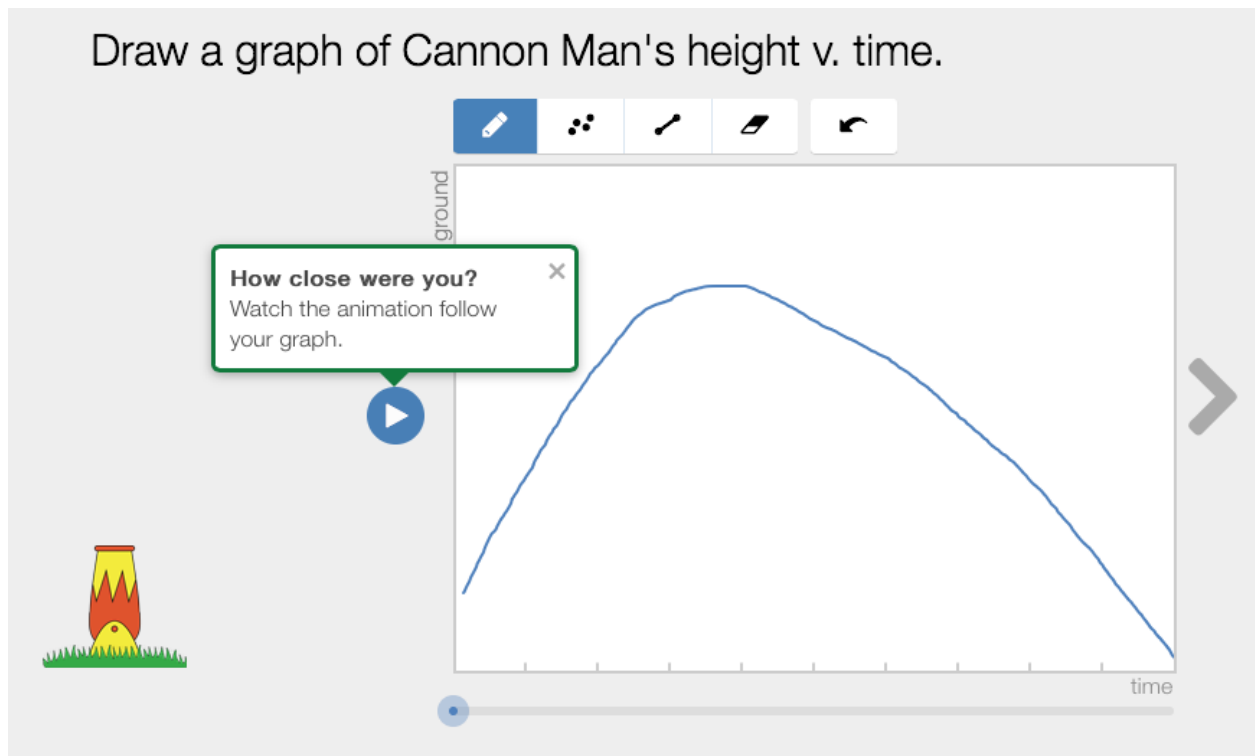 Draw a graph of Cannon Man's height v. time.
ground
How close were you?
Watch the animation follow
your graph.
time